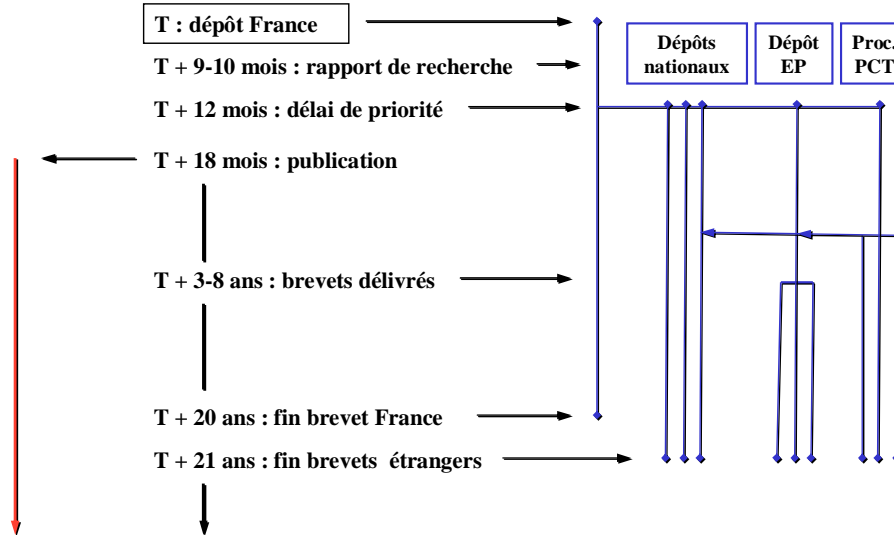 T : dépôt France
Dépôts
nationaux
Dépôt
EP
Proc.
PCT
T + 9-10 mois : rapport de recherche
T + 12 mois : délai de priorité
T + 18 mois : publication
T + 3-8 ans : brevets délivrés
T + 20 ans : fin brevet France
T + 21 ans : fin brevets étrangers